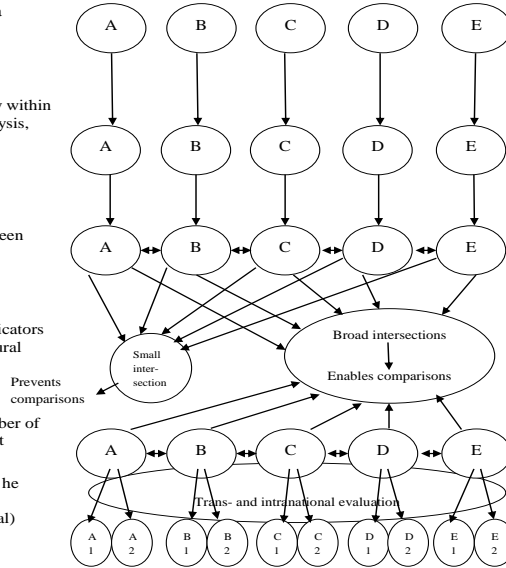 A B C D E
within
ysis,
A B C D E
een
A B C D E
icators
ural
Broad intersections
Enables comparisons
Small
inter-
section
Prevents
comparisons
ber of
t
A B C D E
he
Trans- and intranational evaluation
al)
A
1
A
2
B
1
B
2
C
1
C
2
D
1
D
2
E
1
E
2